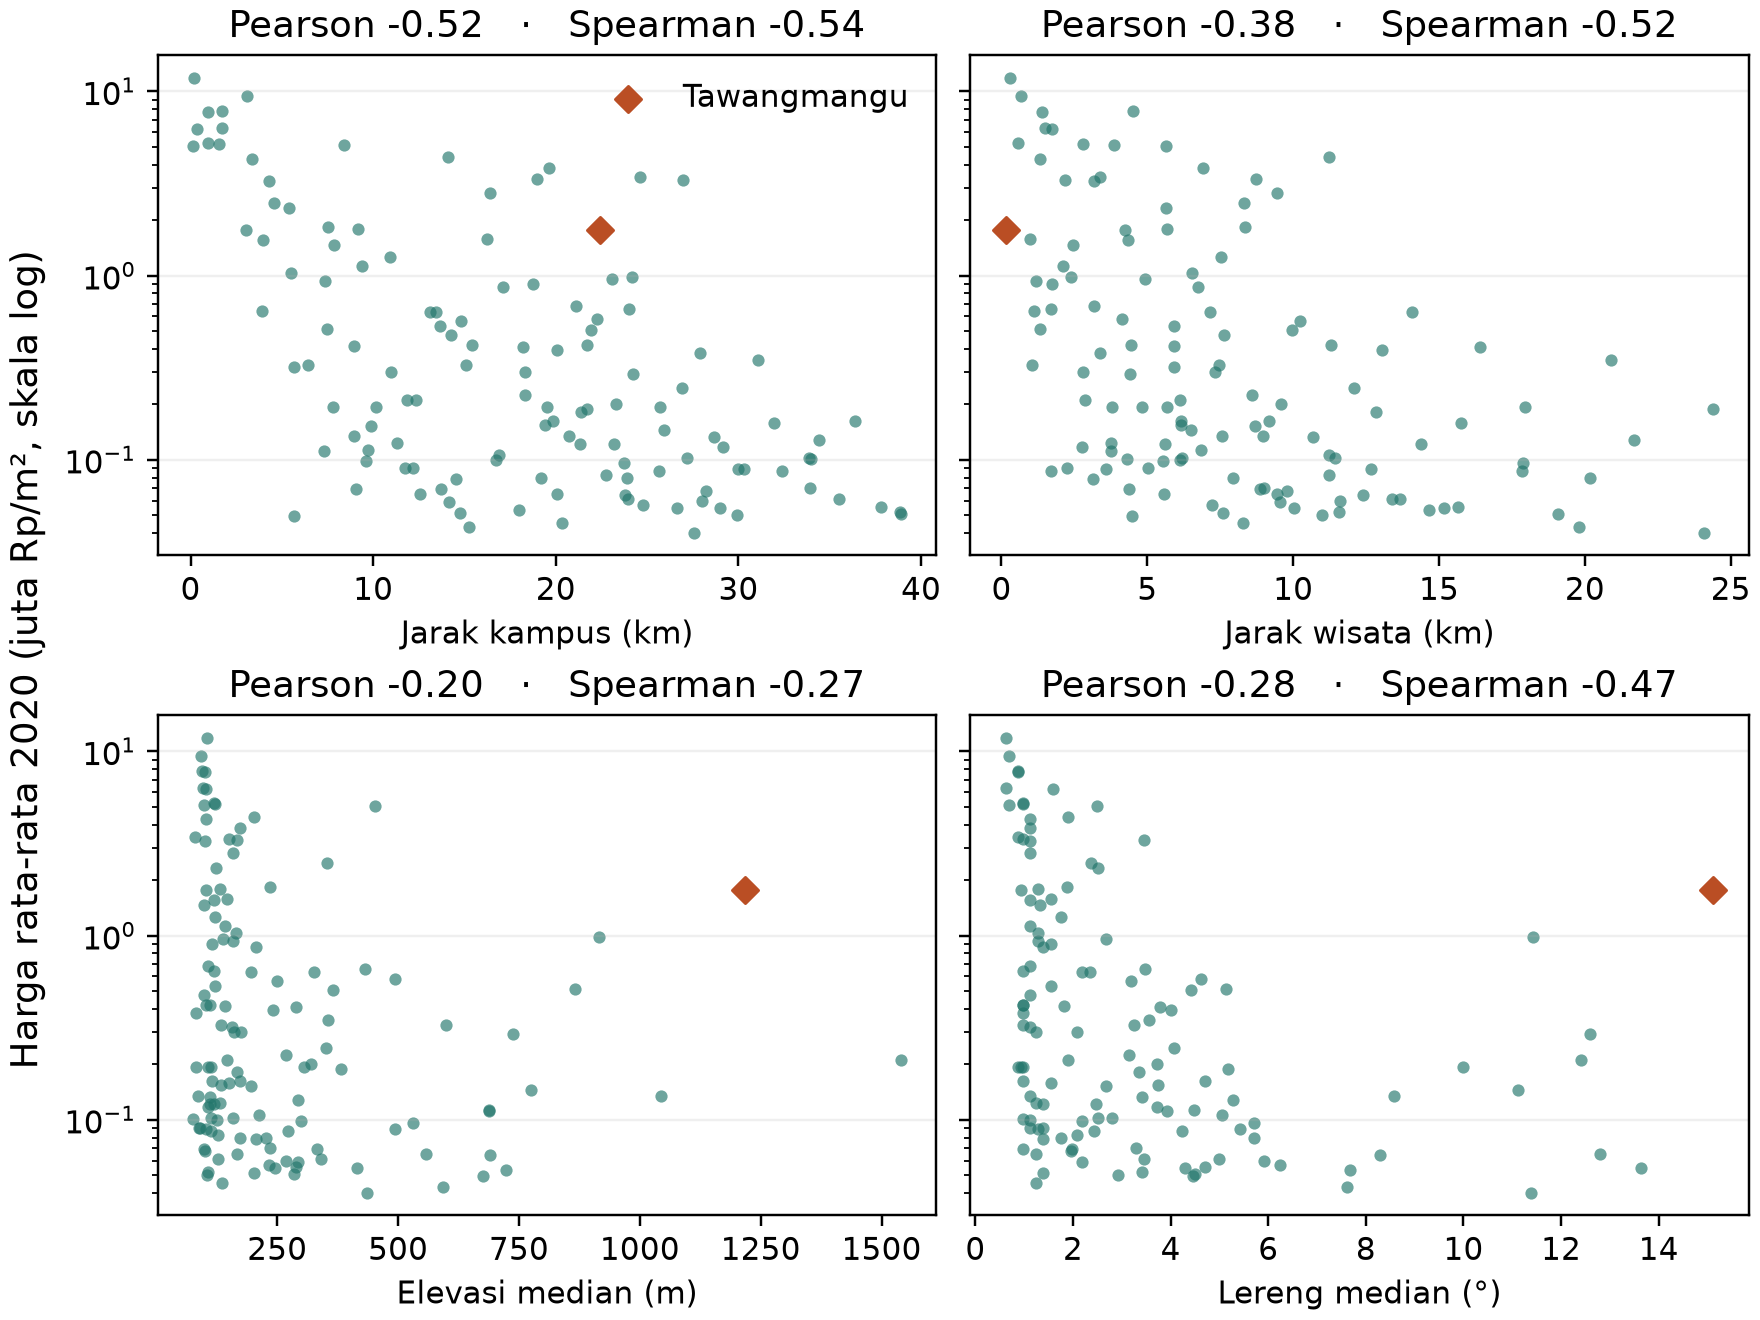 Pearson -0.52 · Spearman -0.54
Pearson -0.38 · Spearman -0.52
Harga rata-rata 2020 (juta Rp/m², skala log)
10¹
10⁰
10⁻¹
Tawangmangu
0 10 20 30 40
0 5 10 15 20 25
Jarak kampus (km)
Jarak wisata (km)
Pearson -0.20 · Spearman -0.27
Pearson -0.28 · Spearman -0.47
10¹
10⁰
10⁻¹
250 500 750 1000 1250 1500
0 2 4 6 8 10 12 14
Elevasi median (m)
Lereng median (°)